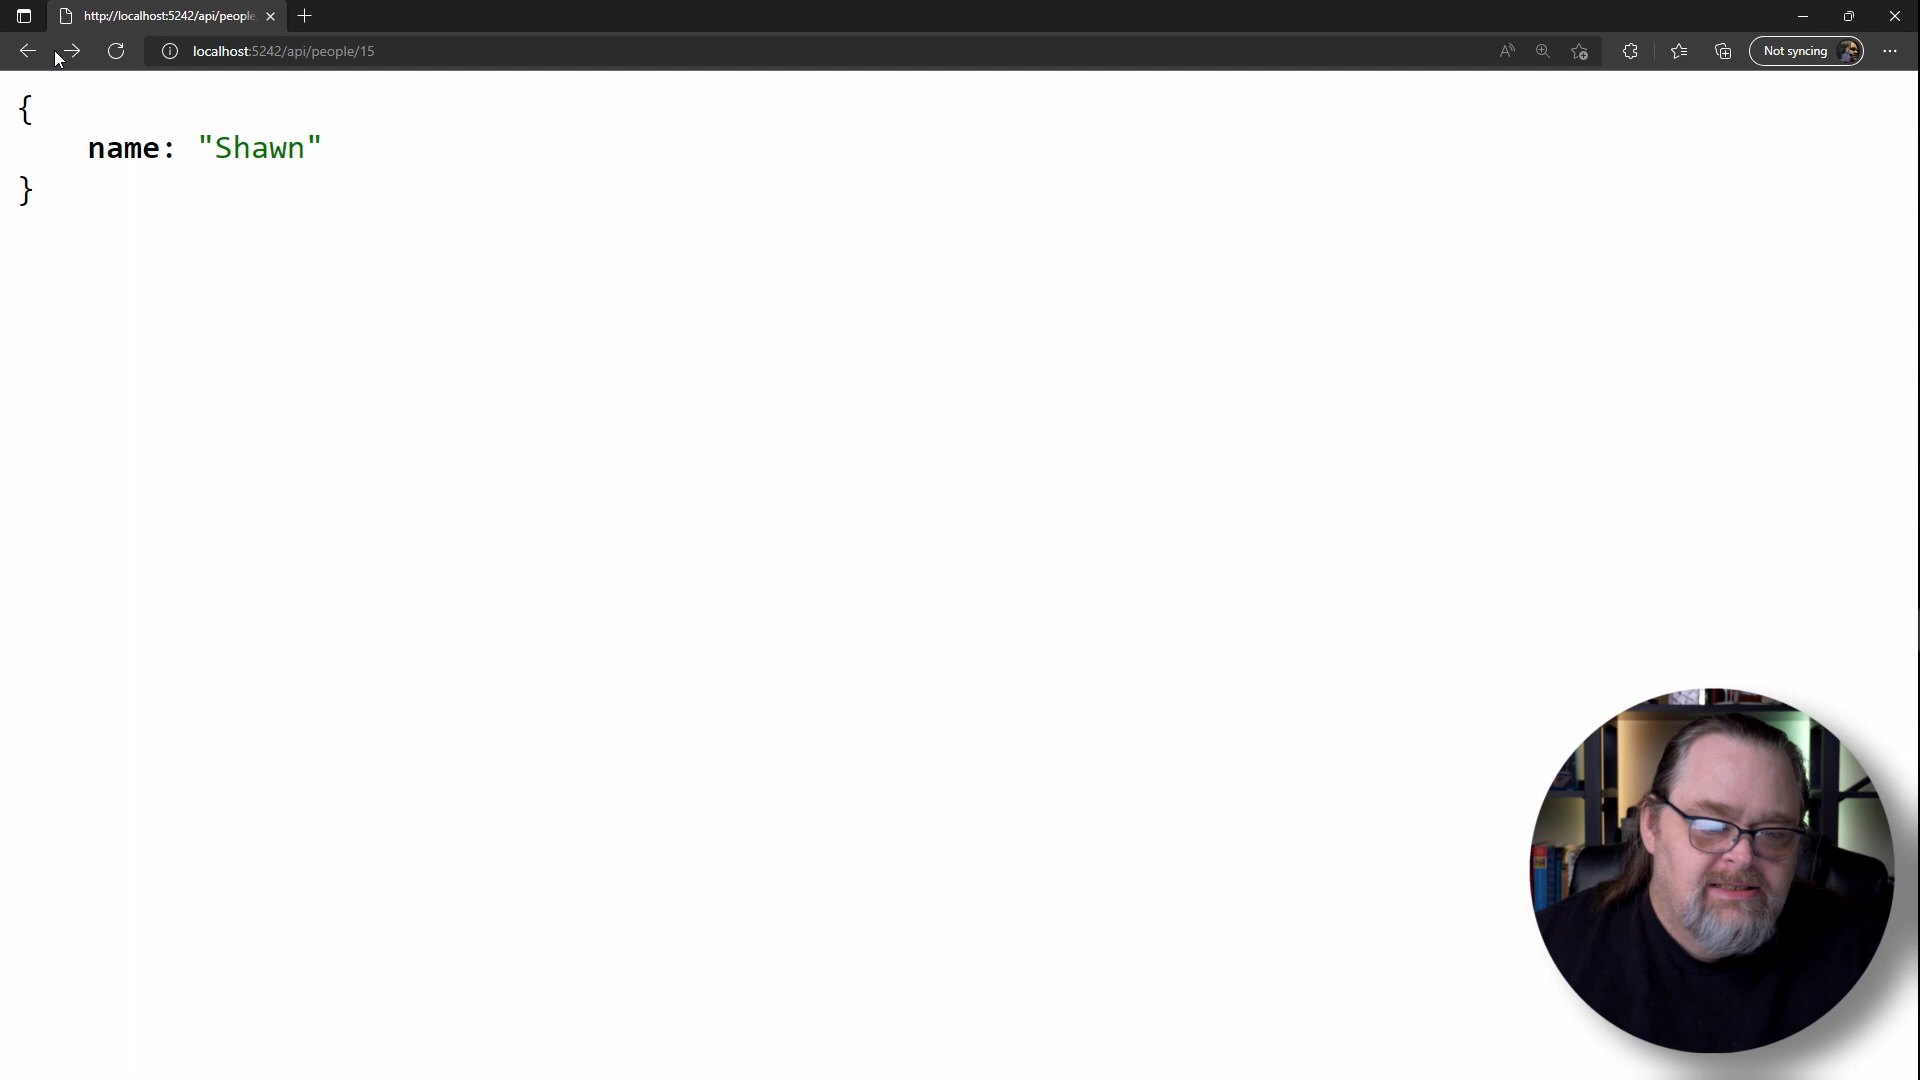 http://localhost:5242/api/people
localhost:5242/api/people/15
Not syncing
{
name: "Shawn"
}